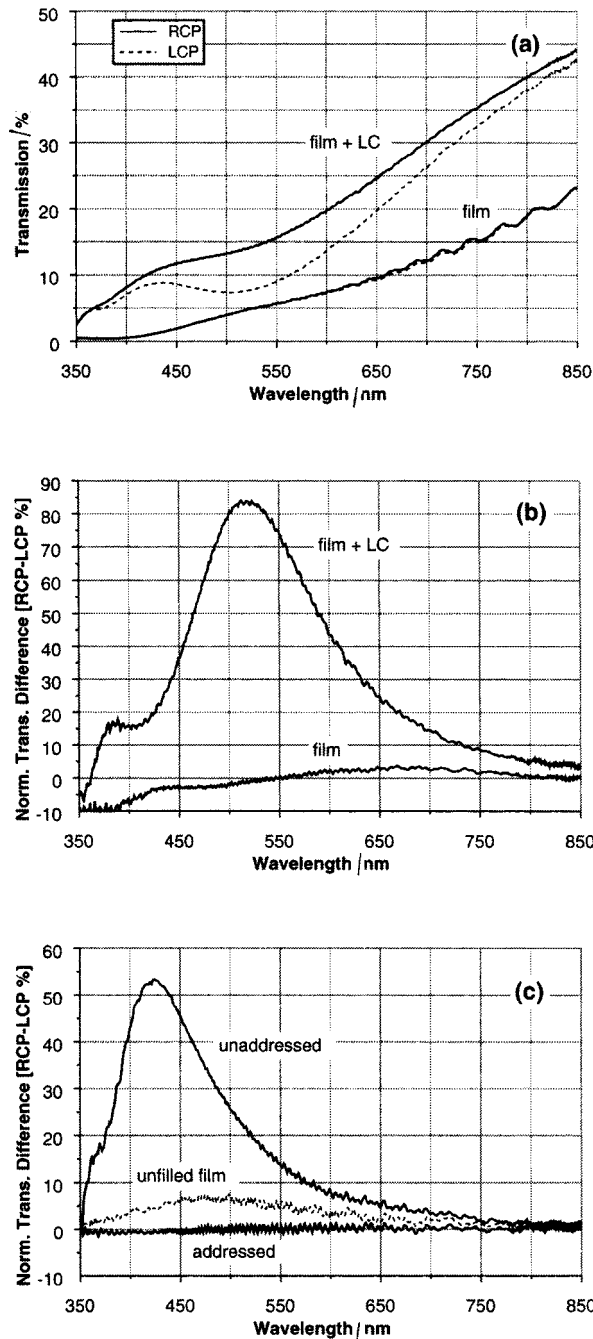 50
40
30
20
10
0
Transmission /%
RCP
LCP
(a)
film + LC
film
350 450 550 650 750 850
Wavelength /nm
90
80
70
60
50
40
30
20
10
0
-10
Norm. Trans. Difference [RCP-LCP %]
(b)
film + LC
film
350 450 550 650 750 850
Wavelength /nm
60
50
40
30
20
10
0
-10
Norm. Trans. Difference [RCP-LCP %]
(c)
unaddressed
unfilled film
addressed
350 450 550 650 750 850
Wavelength /nm